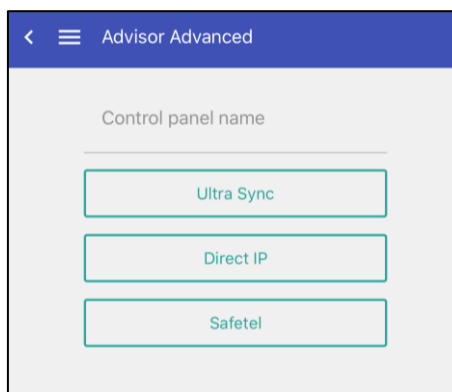 Advisor Advanced
Control panel name
Ultra Sync
Direct IP
Safetel